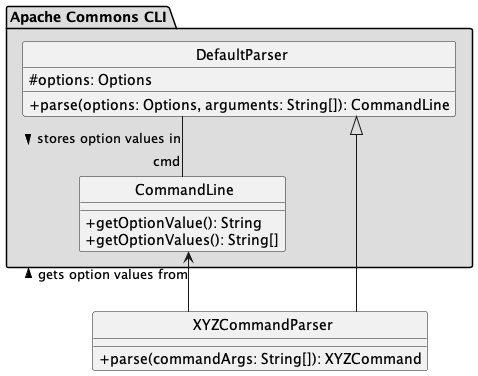 Apache Commons CLI
DefaultParser
#options: Options
+parse(options: Options, arguments: String[]): CommandLine
stores option values in
cmd
CommandLine
+getOptionValue(): String
+getOptionValues(): String[]
gets option values from
XYZCommandParser
+parse(commandArgs: String[]): XYZCommand